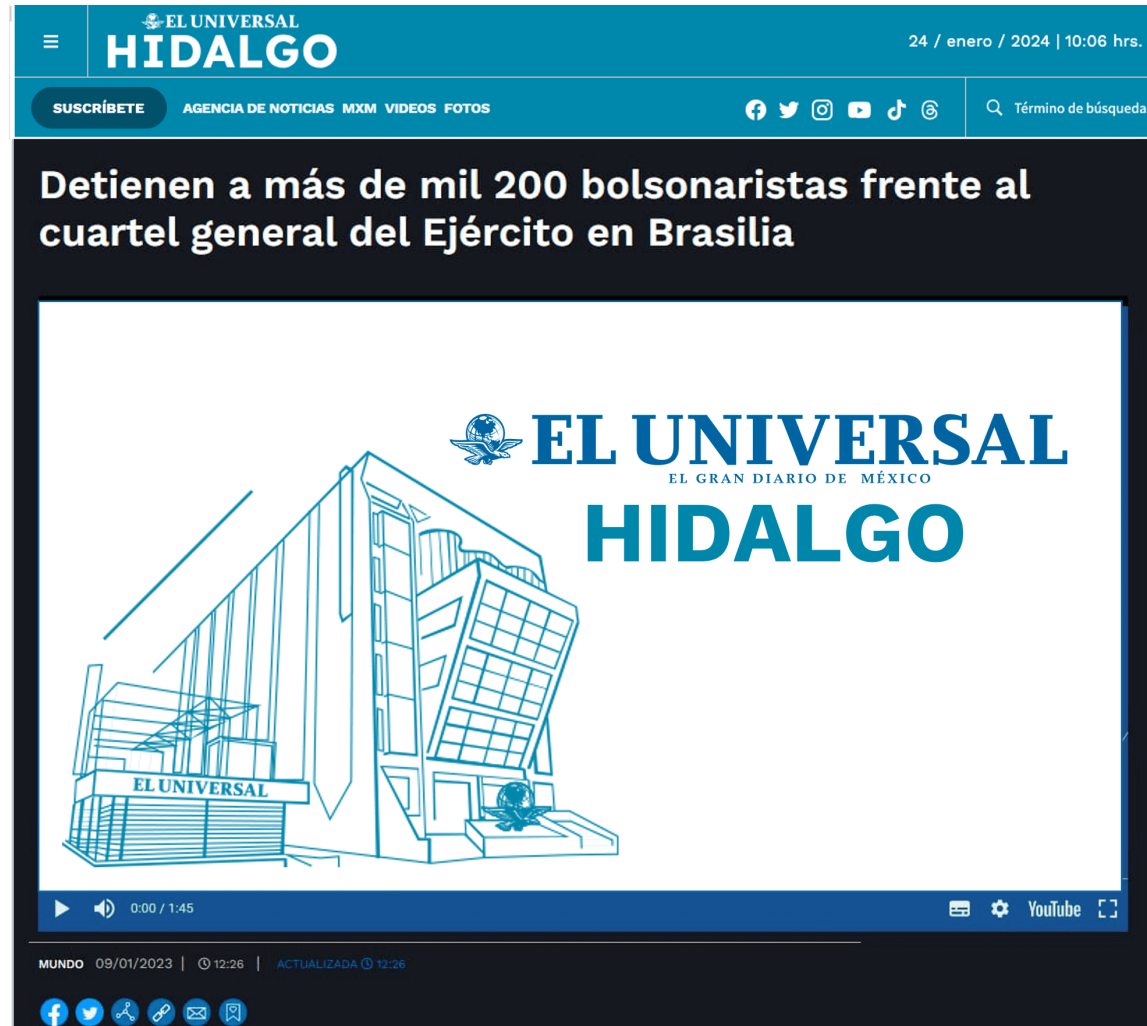 EL UNIVERSAL
HIDALGO
24 / enero / 2024 | 10:06 hrs.
SUSCRÍBETE AGENCIA DE NOTICIAS MXM VIDEOS FOTOS
Término de búsqueda
Detienen a más de mil 200 bolsonaristas frente al
cuartel general del Ejército en Brasilia
EL UNIVERSAL
EL GRAN DIARIO DE MÉXICO
HIDALGO
EL UNIVERSAL
0:00 / 1:45
YouTube
MUNDO 09/01/2023 | 12:26 | ACTUALIZADA 12:26